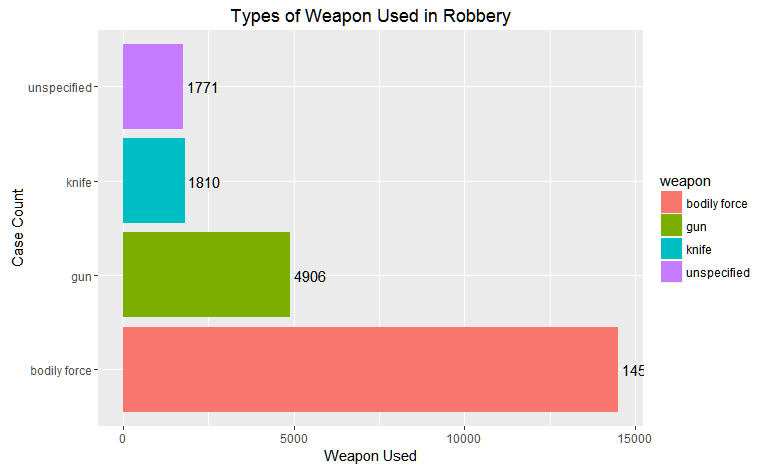 Types of Weapon Used in Robbery
unspecified
1771
knife
1810
gun
4906
bodily force
145
0
5000
10000
15000
Weapon Used
Case Count
weapon
bodily force
gun
knife
unspecified